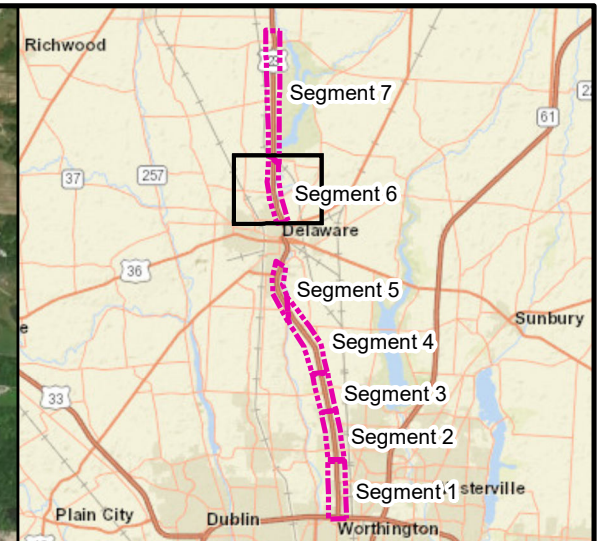 Richwood
Segment 7
61
37
257
Segment 6
Delaware
36
Segment 5
Sunbury
Segment 4
33
Segment 3
Segment 2
Segment 1
Plain City
Dublin
Worthington